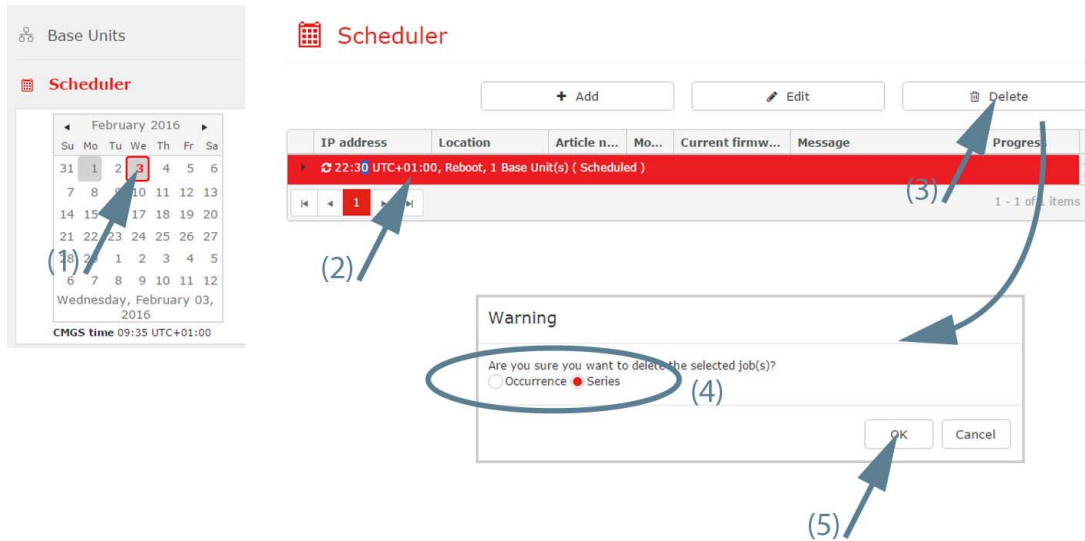 Base Units
Scheduler
February 2016
Su Mo Tu We Th Fr Sa
31 1 2 3 4 5 6
7 8 9 10 11 12 13
14 15 17 18 19 20
21 22 23 24 25 26 27
28 29 1 2 3 4 5
6 7 8 9 10 11 12
Wednesday, February 03,
2016
CMGS time 09:35 UTC+01:00
(1)
Scheduler
+ Add
Edit
Delete
IP address Location Article n... Mo... Current firmw... Message Progress
22:30 UTC+01:00, Reboot, 1 Base Unit(s) ( Scheduled )
(3)
1
1 - 1 of 1 items
(2)
Warning
Are you sure you want to delete the selected job(s)?
Occurrence Series
(4)
OK
Cancel
(5)